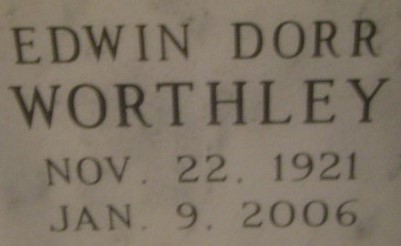 EDWIN DORR
WORTHLEY
NOV. 22. 1921
JAN. 9. 2006